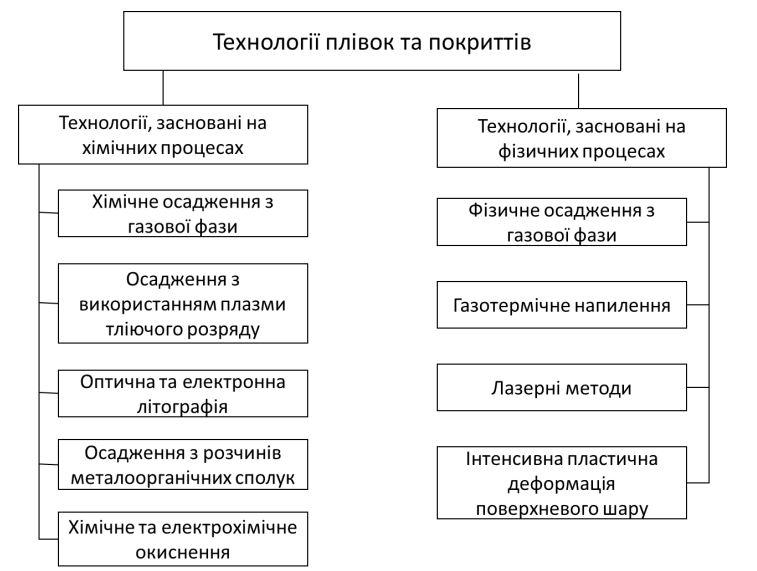 Технології плівок та покриттів
Технології, засновані на
хімічних процесах
Хімічне осадження з
газової фази
Осадження з
використанням плазми
тліючого розряду
Оптична та електронна
літографія
Осадження з розчинів
металоорганічних сполук
Хімічне та електрохімічне
окиснення
Технології, засновані на
фізичних процесах
Фізичне осадження з
газової фази
Газотермічне напилення
Лазерні методи
Інтенсивна пластична
деформація
поверхневого шару